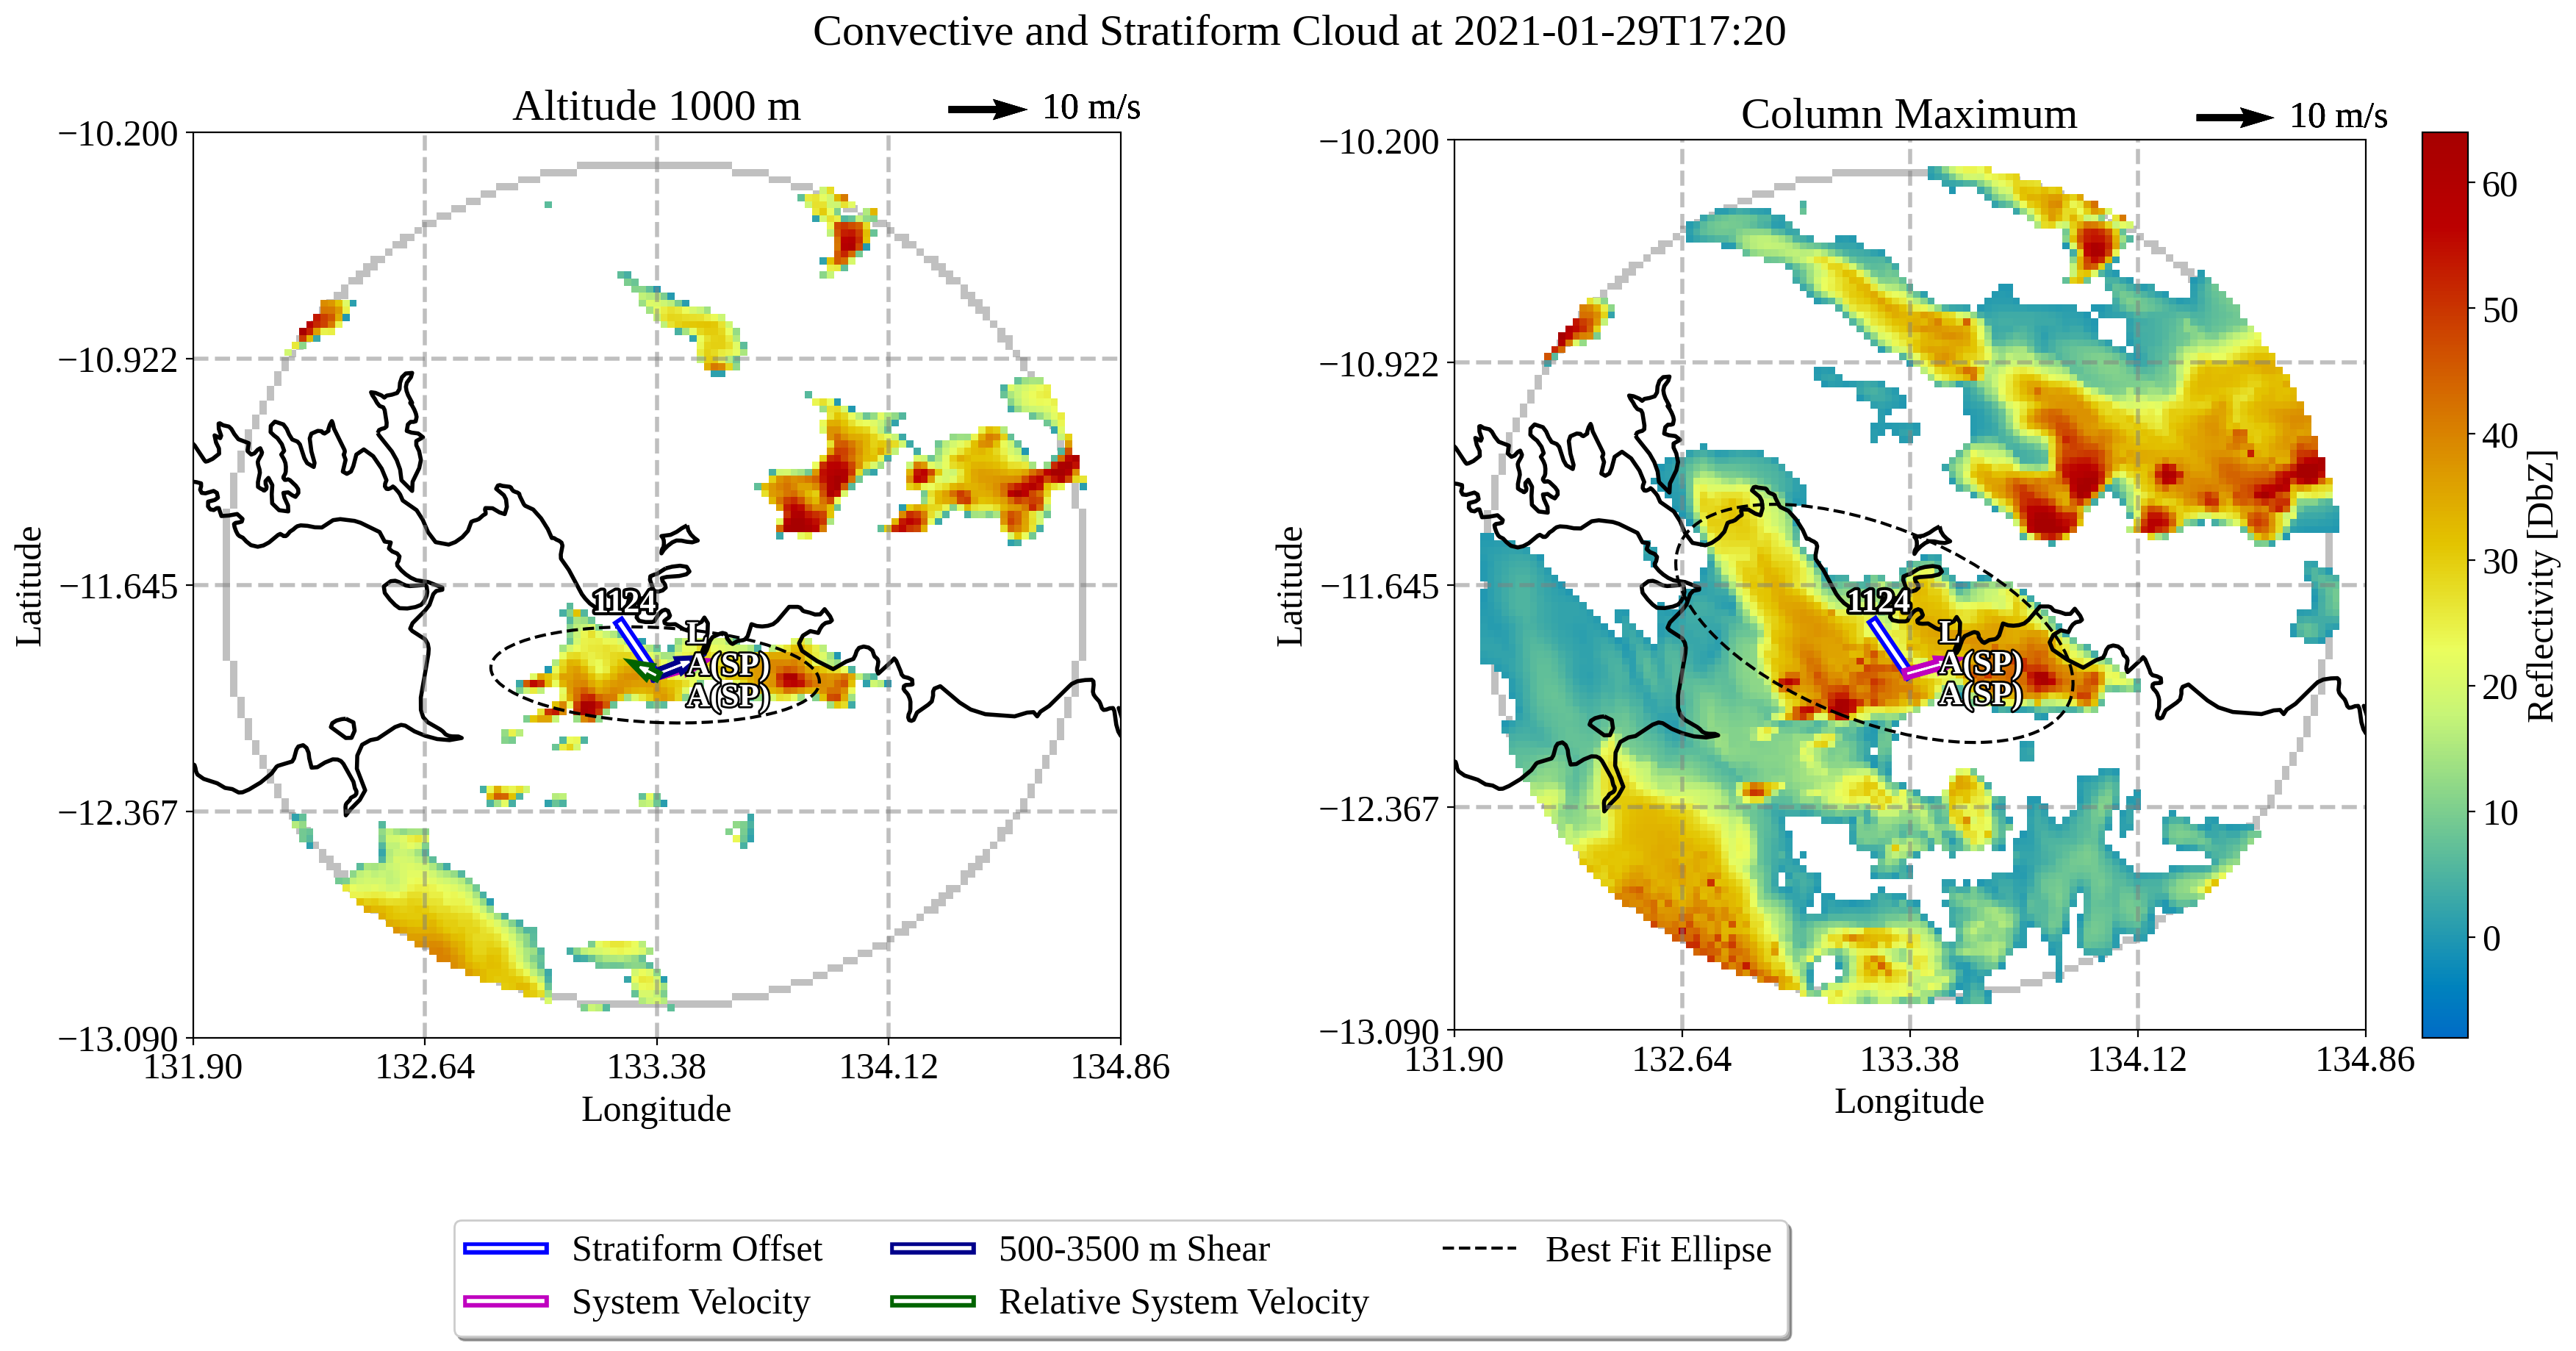 Convective and Stratiform Cloud at 2021-01-29T17:20
Altitude 1000 m
10 m/s
−10.200
−10.922
−11.645
−12.367
−13.090
Latitude
1124
L
A(SP)
A(SP)
131.90
132.64
133.38
134.12
134.86
Longitude
Column Maximum
10 m/s
−10.200
−10.922
−11.645
−12.367
−13.090
Latitude
1124
L
A(SP)
A(SP)
131.90
132.64
133.38
134.12
134.86
Longitude
60
50
40
30
20
10
0
Reflectivity [DbZ]
Stratiform Offset
System Velocity
500-3500 m Shear
Relative System Velocity
Best Fit Ellipse